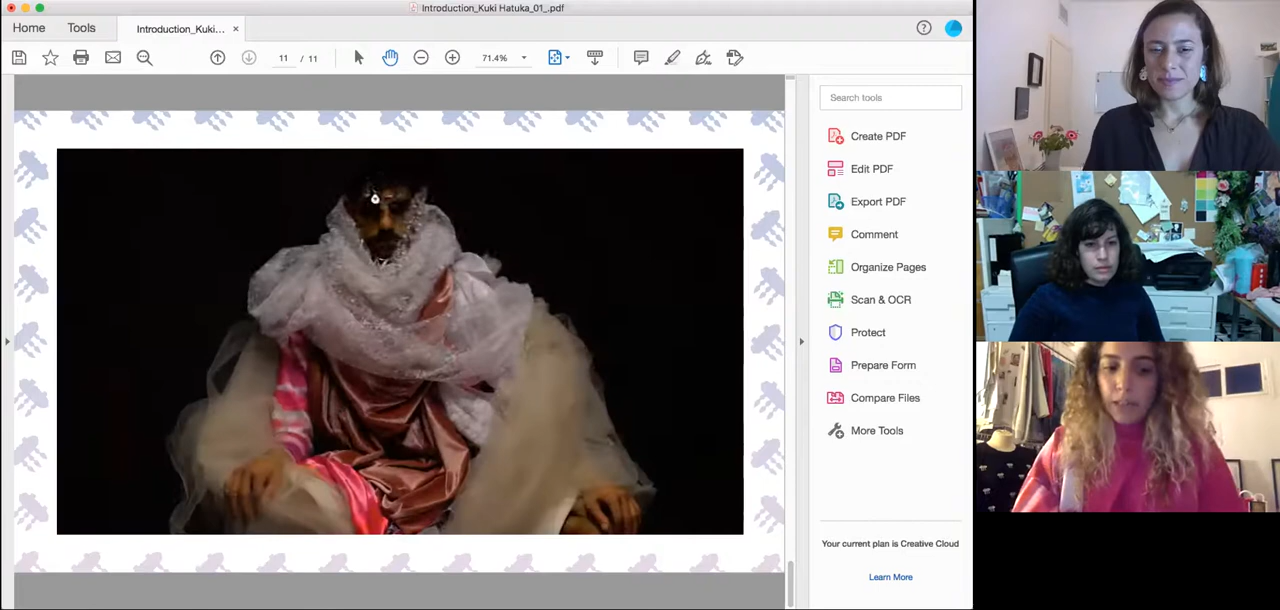 Introduction_Kuki Hatuka_01_.pdf
Home
Tools
Introduction_Kuki... ×
?
11 / 11
71.4%
Search tools
Create PDF
Edit PDF
Export PDF
Comment
Organize Pages
Scan & OCR
Protect
Prepare Form
Compare Files
More Tools
Your current plan is Creative Cloud
Learn More